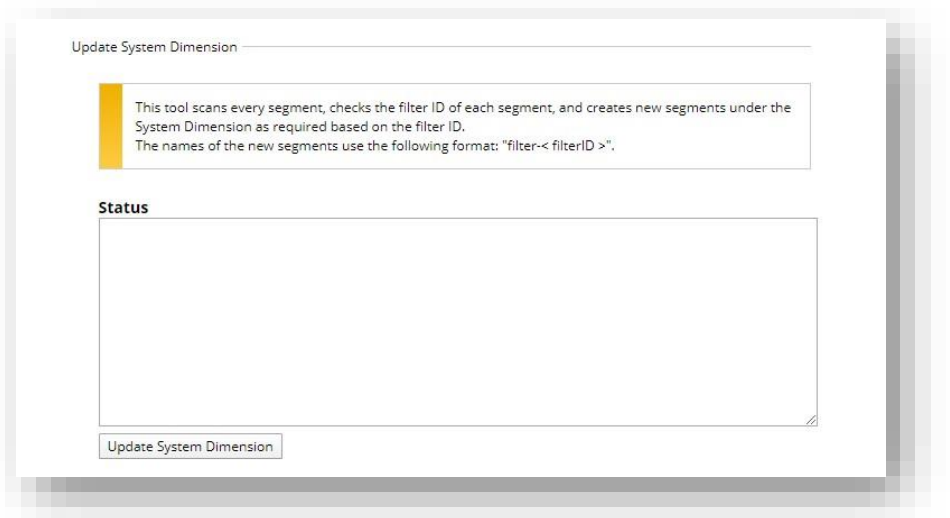 Update System Dimension
This tool scans every segment, checks the filter ID of each segment, and creates new segments under the
System Dimension as required based on the filter ID.
The names of the new segments use the following format: "filter-< filterID >".
Status
Update System Dimension